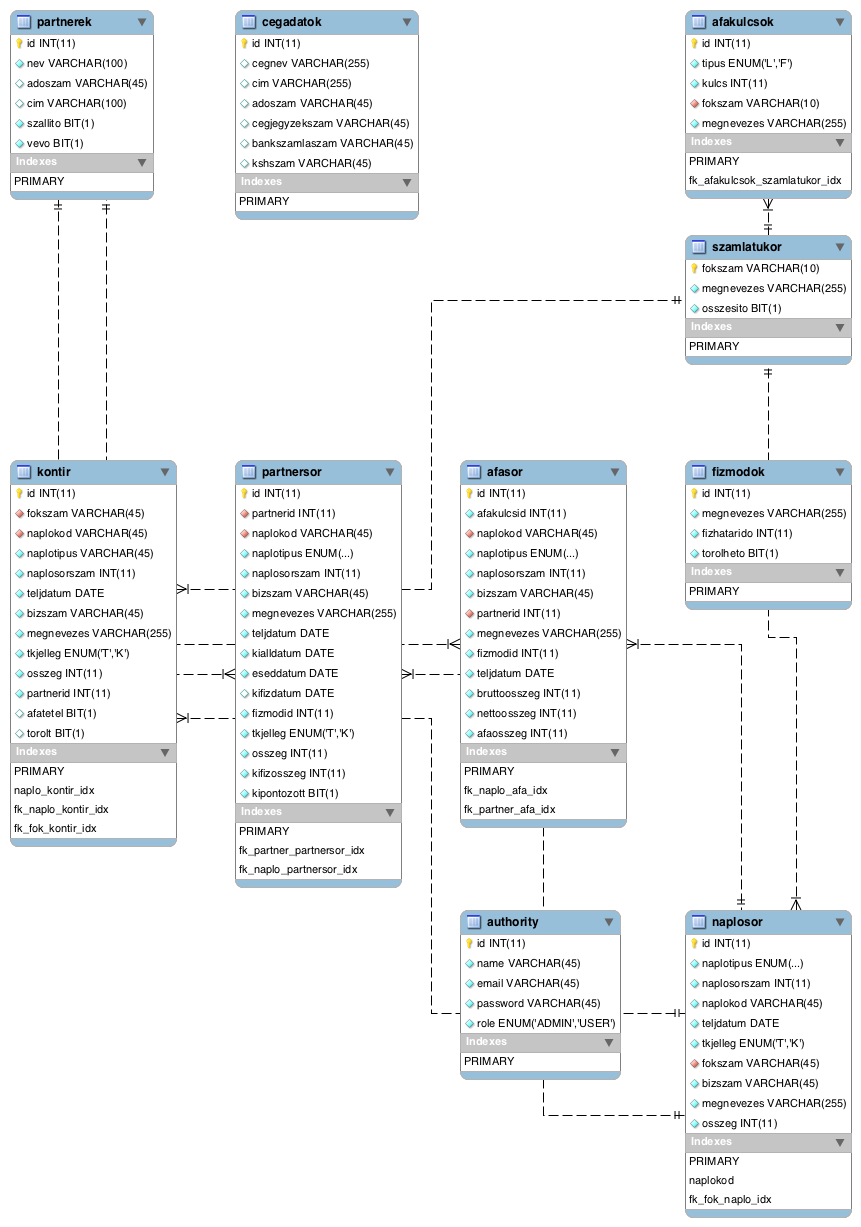 partnerek
id INT(11)
nev VARCHAR(100)
adoszam VARCHAR(45)
cim VARCHAR(100)
szallito BIT(1)
vevo BIT(1)
Indexes
PRIMARY
cegadatok
id INT(11)
cegnev VARCHAR(255)
cim VARCHAR(255)
adoszam VARCHAR(45)
cegjegyzekszam VARCHAR(45)
bankszamlaszam VARCHAR(45)
kshszam VARCHAR(45)
Indexes
PRIMARY
afakulcsok
id INT(11)
tipus ENUM('L','F')
kulcs INT(11)
fokszam VARCHAR(10)
megnevezes VARCHAR(255)
Indexes
PRIMARY
fk_afakulcsok_szamlatukor_idx
szamlatukor
fokszam VARCHAR(10)
megnevezes VARCHAR(255)
osszesito BIT(1)
Indexes
PRIMARY
kontir
id INT(11)
fokszam VARCHAR(45)
naplokod VARCHAR(45)
naplotipus VARCHAR(45)
naplosorszam INT(11)
teljdatum DATE
bizszam VARCHAR(45)
megnevezes VARCHAR(255)
tkjelleg ENUM('T','K')
osszeg INT(11)
partnerid INT(11)
afatetel BIT(1)
torolt BIT(1)
Indexes
PRIMARY
naplo_kontir_idx
fk_naplo_kontir_idx
fk_fok_kontir_idx
partnersor
id INT(11)
partnerid INT(11)
naplokod VARCHAR(45)
naplotipus ENUM(...)
naplosorszam INT(11)
bizszam VARCHAR(45)
megnevezes VARCHAR(255)
teljdatum DATE
kialldatum DATE
eseddatum DATE
kifizdatum DATE
fizmodid INT(11)
tkjelleg ENUM('T','K')
osszeg INT(11)
kifizosszeg INT(11)
kipontozott BIT(1)
Indexes
PRIMARY
fk_partner_partnersor_idx
fk_naplo_partnersor_idx
afasor
id INT(11)
afakulcsid INT(11)
naplokod VARCHAR(45)
naplotipus ENUM(...)
naplosorszam INT(11)
bizszam VARCHAR(45)
partnerid INT(11)
megnevezes VARCHAR(255)
fizmodid INT(11)
teljdatum DATE
bruttoosszeg INT(11)
nettoosszeg INT(11)
afaosszeg INT(11)
Indexes
PRIMARY
fk_naplo_afa_idx
fk_partner_afa_idx
fizmodok
id INT(11)
megnevezes VARCHAR(255)
fizhatarido INT(11)
torolheto BIT(1)
Indexes
PRIMARY
authority
id INT(11)
name VARCHAR(45)
email VARCHAR(45)
password VARCHAR(45)
role ENUM('ADMIN','USER')
Indexes
PRIMARY
naplosor
id INT(11)
naplotipus ENUM(...)
naplosorszam INT(11)
naplokod VARCHAR(45)
teljdatum DATE
tkjelleg ENUM('T','K')
fokszam VARCHAR(45)
bizszam VARCHAR(45)
megnevezes VARCHAR(255)
osszeg INT(11)
Indexes
PRIMARY
naplokod
fk_fok_naplo_idx